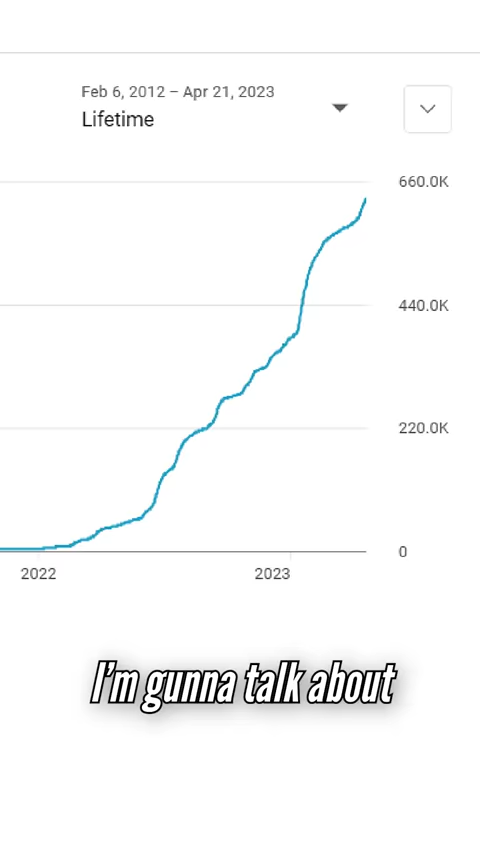 Feb 6, 2012 – Apr 21, 2023
Lifetime
660.0K
440.0K
220.0K
0
2022 2023
I'm gunna talk about